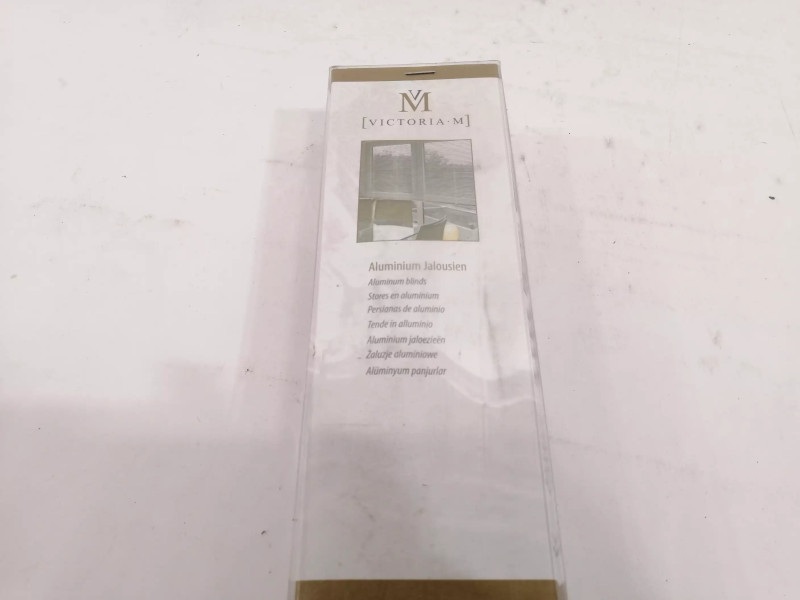 VM
[VICTORIA·M]
Aluminium Jalousien
Aluminum blinds
Stores en aluminium
Persianas de aluminio
Tende in alluminio
Aluminium jaloezieën
Żaluzje aluminiowe
Alüminyum panjurlar